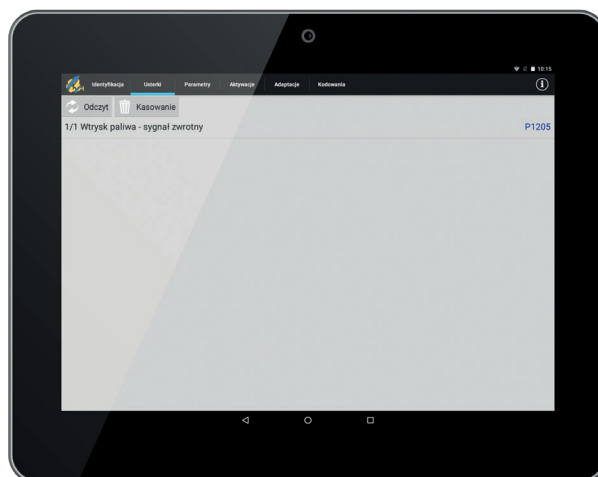 10:15
Identyfikacja Usterki Parametry Aktywacje Adaptacje Kodowania
Odczyt Kasowanie
1/1 Wtrysk paliwa - sygnał zwrotny P1205